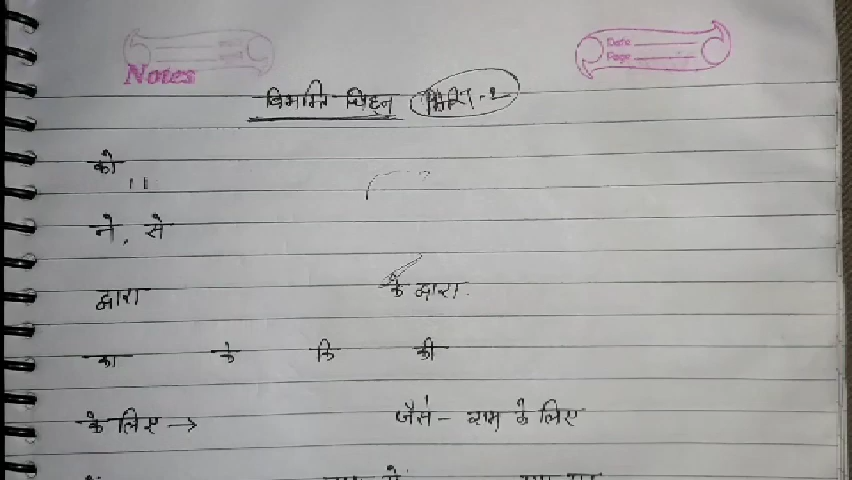 Notes
Date
Page
विभक्ति चिह्न
को
ने, से
द्वारा के द्वारा.
का के कि की
के लिए → जैसे - राम के लिए